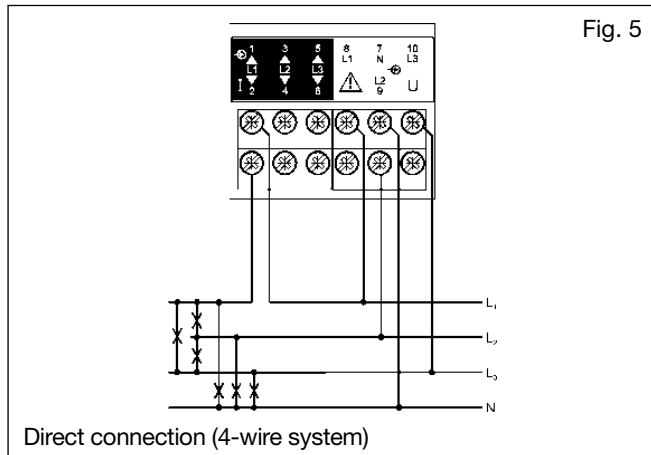 Fig. 5
1 3 5 8 7 10
L1 N L3
L1 L2 L3
I L2 U
2 4 6 9
L1
L2
L3
N
Direct connection (4-wire system)